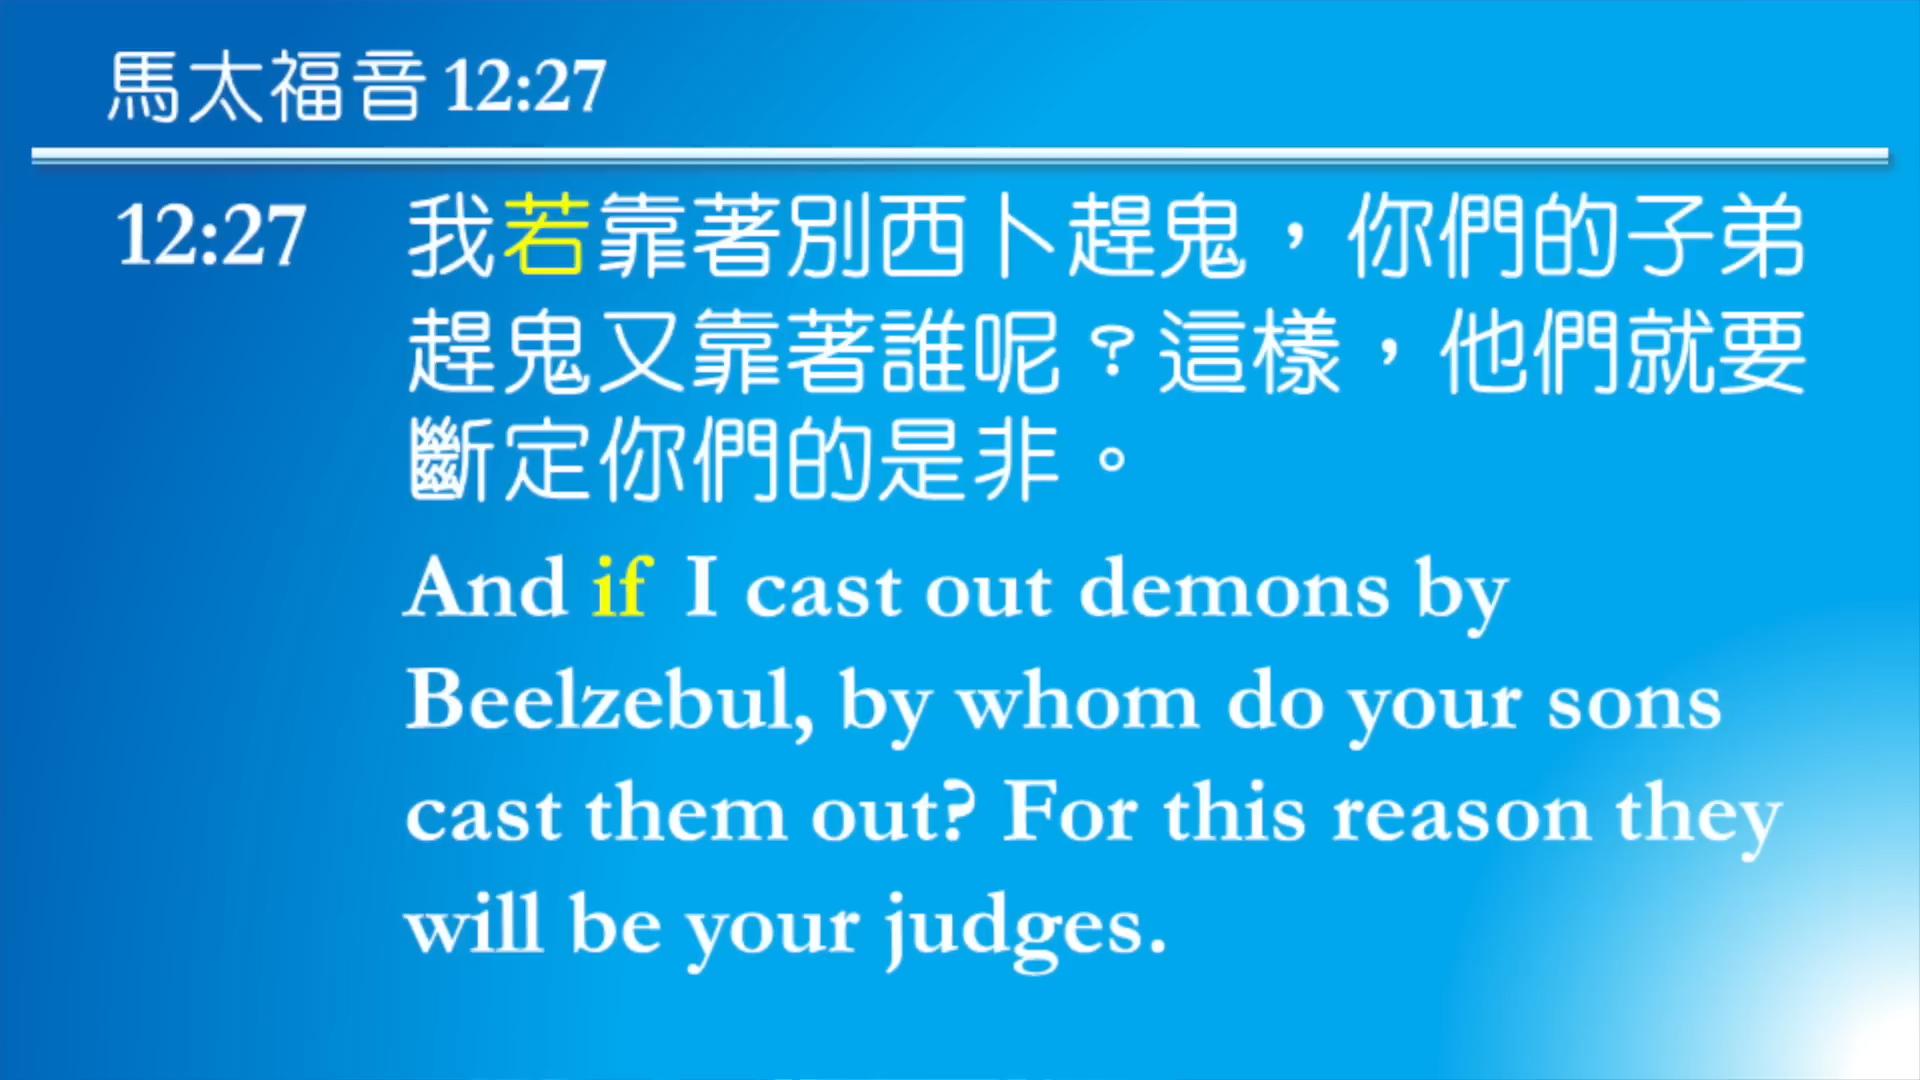 馬太福音 12:27
12:27 我若靠著別西卜趕鬼，你們的子弟
趕鬼又靠著誰呢？這樣，他們就要
斷定你們的是非。
And if I cast out demons by
Beelzebul, by whom do your sons
cast them out? For this reason they
will be your judges.